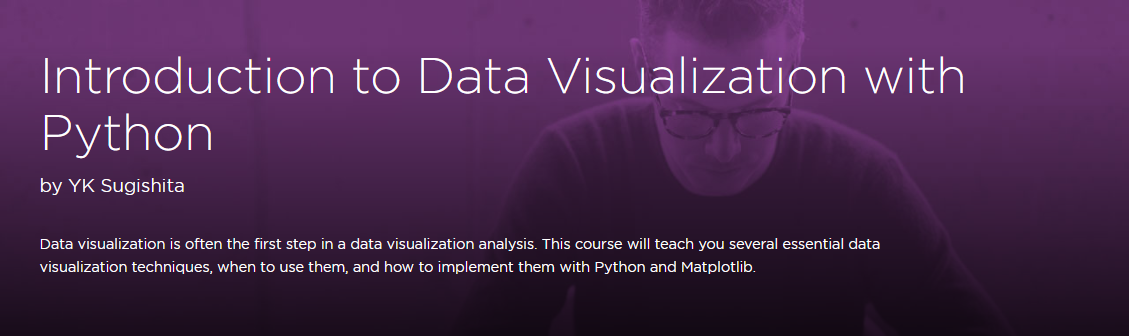 Introduction to Data Visualization with
Python
by YK Sugishita
Data visualization is often the first step in a data visualization analysis. This course will teach you several essential data
visualization techniques, when to use them, and how to implement them with Python and Matplotlib.